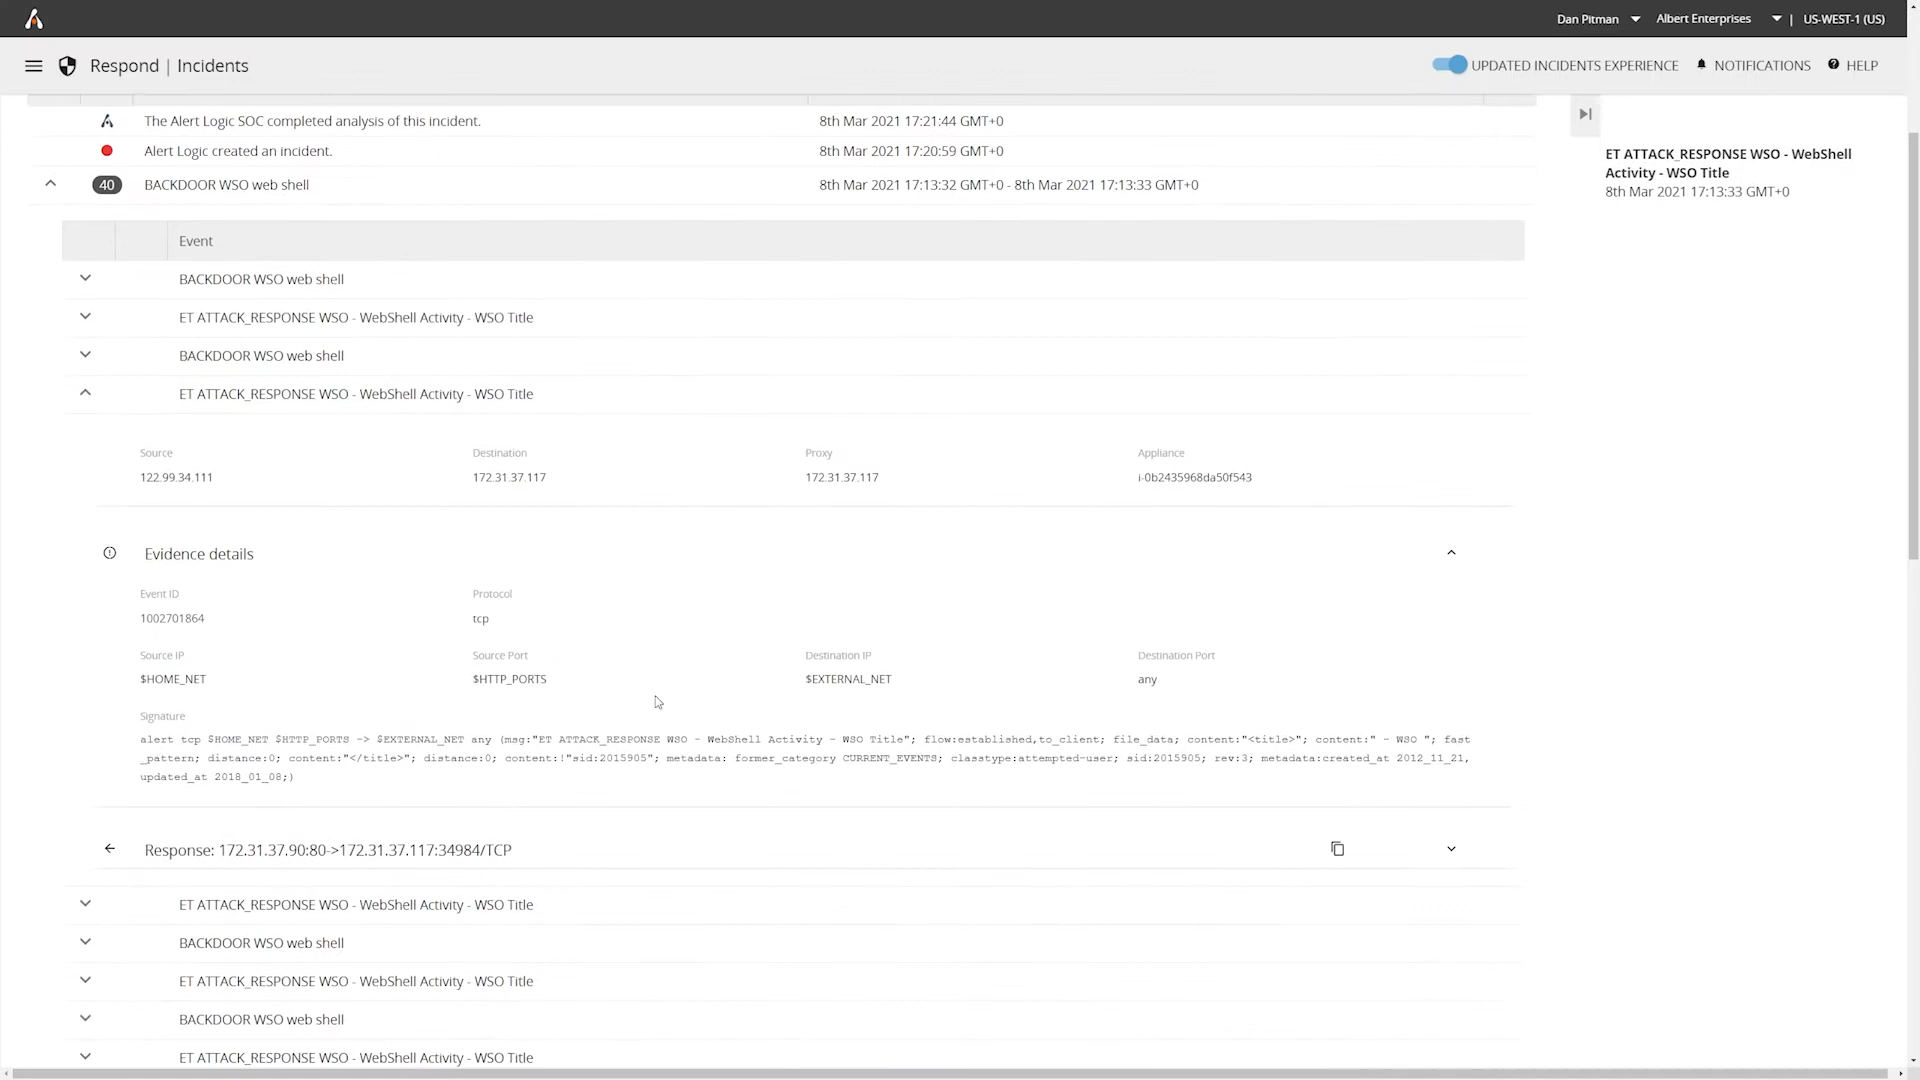 Dan Pitman Albert Enterprises | US-WEST-1 (US)
Respond | Incidents UPDATED INCIDENTS EXPERIENCE NOTIFICATIONS HELP
The Alert Logic SOC completed analysis of this incident. 8th Mar 2021 17:21:44 GMT+0
Alert Logic created an incident. 8th Mar 2021 17:20:59 GMT+0
40 BACKDOOR WSO web shell 8th Mar 2021 17:13:32 GMT+0 - 8th Mar 2021 17:13:33 GMT+0
ET ATTACK_RESPONSE WSO - WebShell
Activity - WSO Title
8th Mar 2021 17:13:33 GMT+0
Event
BACKDOOR WSO web shell
ET ATTACK_RESPONSE WSO - WebShell Activity - WSO Title
BACKDOOR WSO web shell
ET ATTACK_RESPONSE WSO - WebShell Activity - WSO Title
Source Destination Proxy Appliance
122.99.34.111 172.31.37.117 172.31.37.117 i-0b2435968da50f543
Evidence details
Event ID Protocol
1002701864 tcp
Source IP Source Port Destination IP Destination Port
$HOME_NET $HTTP_PORTS $EXTERNAL_NET any
Signature
alert tcp $HOME_NET $HTTP_PORTS -> $EXTERNAL_NET any (msg:"ET ATTACK_RESPONSE WSO - WebShell Activity - WSO Title"; flow:established,to_client; file_data; content:"<title>"; content:" - WSO "; fast
_pattern; distance:0; content:"</title>"; distance:0; content:!"sid:2015905"; metadata: former_category CURRENT_EVENTS; classtype:attempted-user; sid:2015905; rev:3; metadata:created_at 2012_11_21,
updated_at 2018_01_08;)
Response: 172.31.37.90:80->172.31.37.117:34984/TCP
ET ATTACK_RESPONSE WSO - WebShell Activity - WSO Title
BACKDOOR WSO web shell
ET ATTACK_RESPONSE WSO - WebShell Activity - WSO Title
BACKDOOR WSO web shell
ET ATTACK_RESPONSE WSO - WebShell Activity - WSO Title